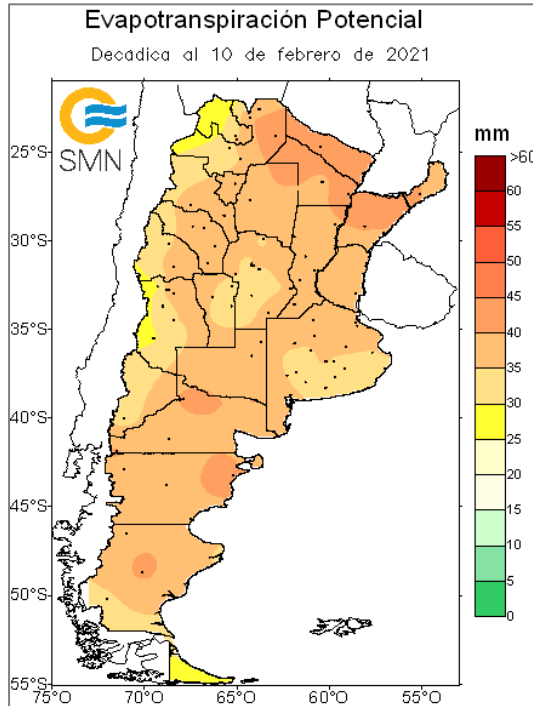 Evapotranspiración Potencial
Decádica al 10 de febrero de 2021
SMN
mm
>60
60
55
50
45
40
35
30
25
20
15
10
5
0
25°S
30°S
35°S
40°S
45°S
50°S
55°S
75°O 70°O 65°O 60°O 55°O